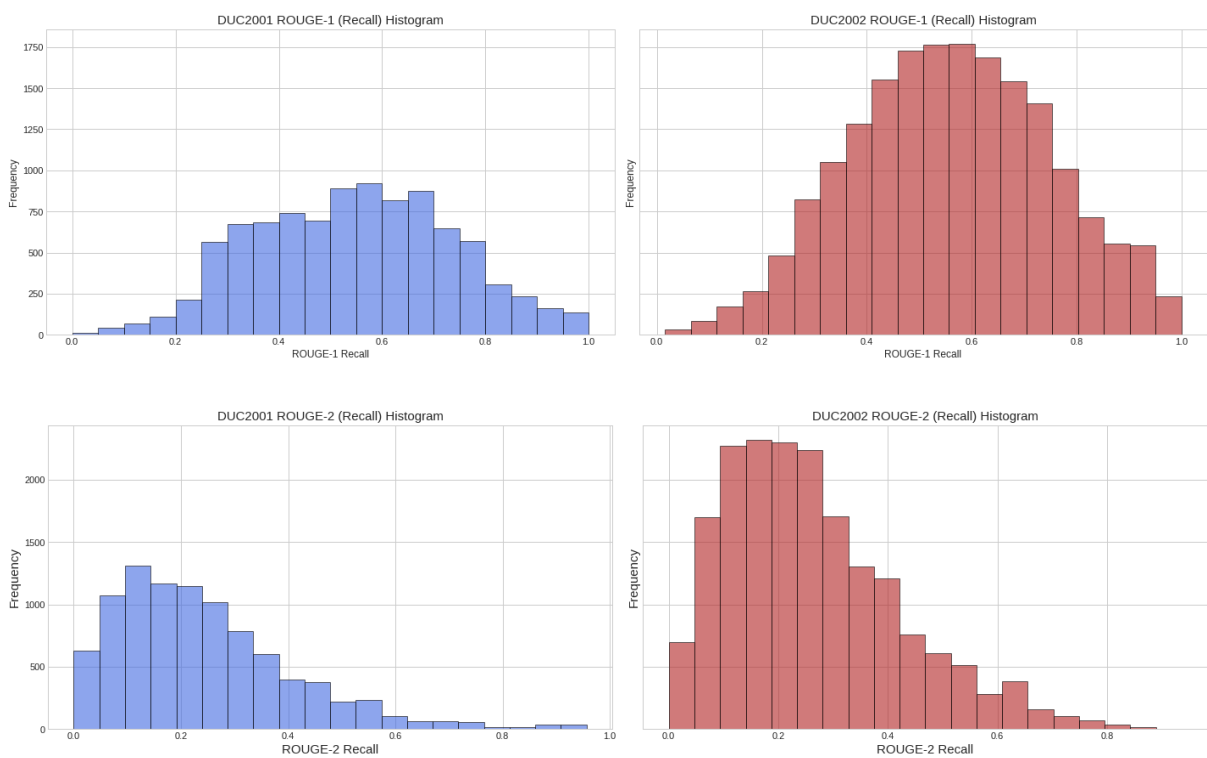 DUC2001 ROUGE-1 (Recall) Histogram
DUC2002 ROUGE-1 (Recall) Histogram
1750
1500
1250
1000
750
500
250
0
Frequency
Frequency
0.0 0.2 0.4 0.6 0.8 1.0
ROUGE-1 Recall
0.0 0.2 0.4 0.6 0.8 1.0
ROUGE-1 Recall
DUC2001 ROUGE-2 (Recall) Histogram
DUC2002 ROUGE-2 (Recall) Histogram
2000
1500
1000
500
0
Frequency
Frequency
0.0 0.2 0.4 0.6 0.8 1.0
ROUGE-2 Recall
0.0 0.2 0.4 0.6 0.8
ROUGE-2 Recall